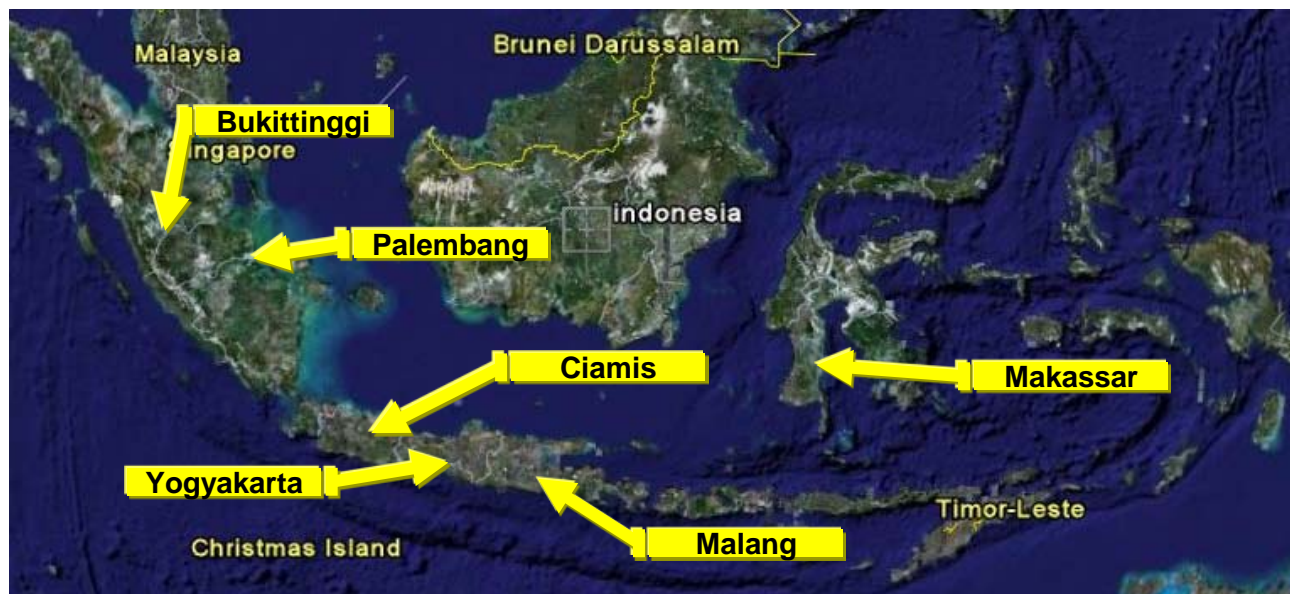 Malaysia
Brunei Darussalam
Bukittinggi
ingapore
indonesia
Palembang
Ciamis
Makassar
Yogyakarta
Timor-Leste
Malang
Christmas Island